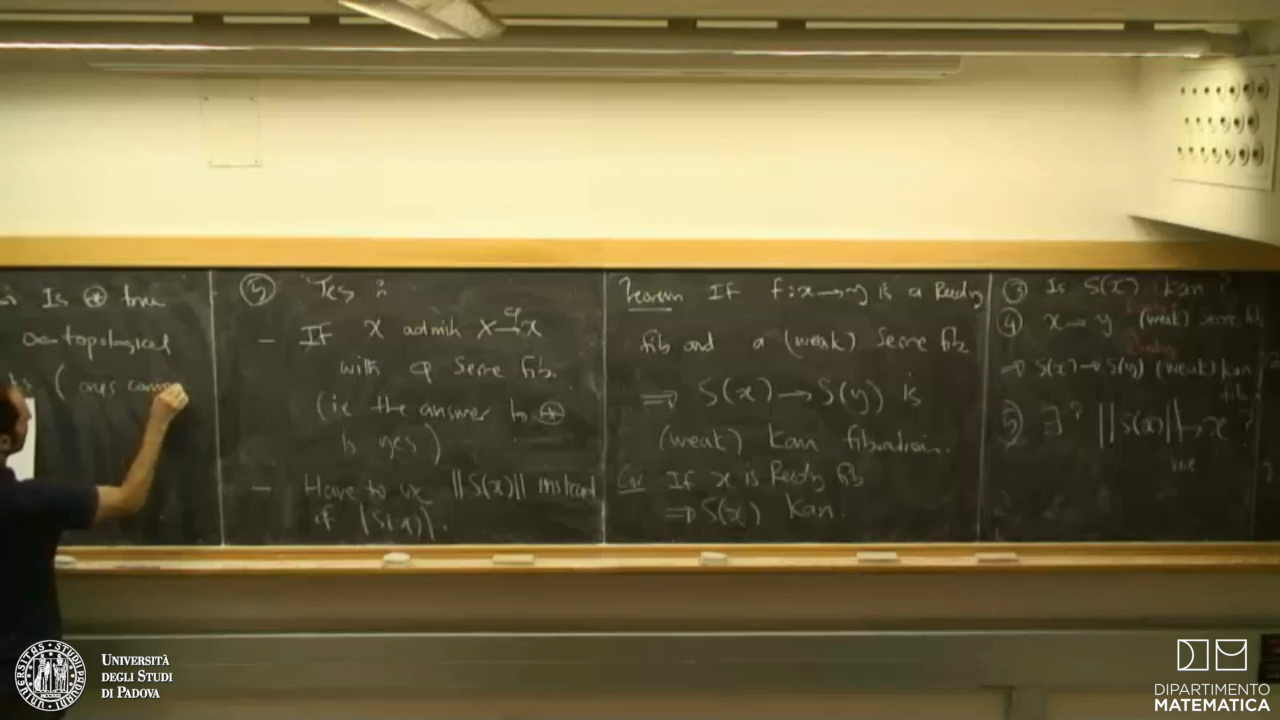 Is ⊛ true
∞-topological
(ones come
⑤ Yes:
- If X admits X →φ X
with φ Serre fib.
(ie the answer to ⊛
is yes)
- Have to use ||S(X)|| instead
of |S(X)|.
Theorem If f: X → Y is a Reedy
fib and a (weak) Serre fib
⇒ S(X) → S(Y) is
(weak) Kan fibration.
Cor If X is Reedy fib
⇒ S(X) Kan.
③ Is S(X) Kan?
④ X → Y (weak) Serre fib
⇒ S(X) → S(Y) (weak) Kan
fib
⑤ ∃? ||S(X)|| → X?
UNIVERSITÀ
DEGLI STUDI
DI PADOVA
DIPARTIMENTO
MATEMATICA